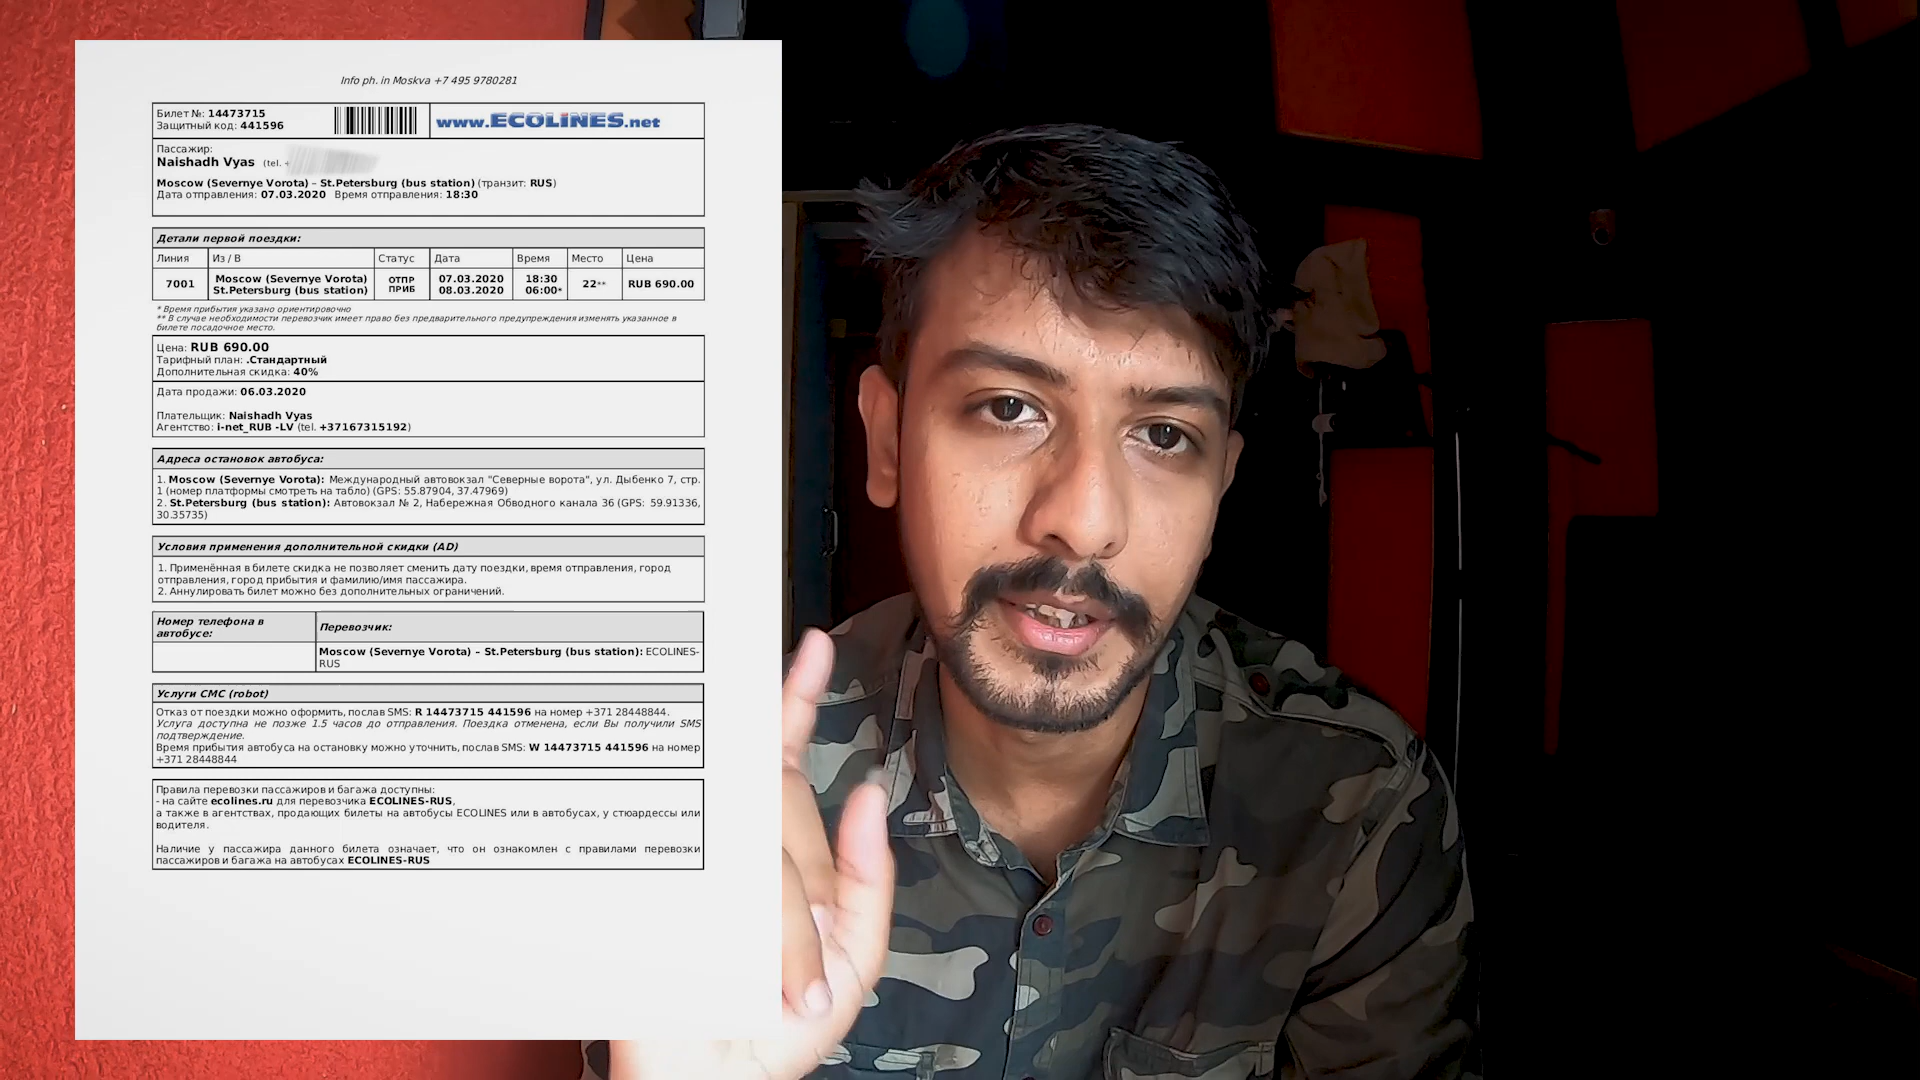 Info ph. in Moskva +7 495 9780281
Билет №: 14473715
Защитный код: 441596
www.ECOLINES.net
Пассажир:
Naishadh Vyas (tel. +
Moscow (Severnye Vorota) – St.Petersburg (bus station) (транзит: RUS)
Дата отправления: 07.03.2020 Время отправления: 18:30
Детали первой поездки:
Линия Из / В Статус Дата Время Место Цена
7001 Moscow (Severnye Vorota) ОТПР 07.03.2020 18:30 22** RUB 690.00
St.Petersburg (bus station) ПРИБ 08.03.2020 06:00*
* Время прибытия указано ориентировочно
** В случае необходимости перевозчик имеет право без предварительного предупреждения изменять указанное в
билете посадочное место.
Цена: RUB 690.00
Тарифный план: .Стандартный
Дополнительная скидка: 40%
Дата продажи: 06.03.2020
Плательщик: Naishadh Vyas
Агентство: i-net_RUB -LV (tel. +37167315192)
Адреса остановок автобуса:
1. Moscow (Severnye Vorota): Международный автовокзал "Северные ворота", ул. Дыбенко 7, стр.
1 (номер платформы смотреть на табло) (GPS: 55.87904, 37.47969)
2. St.Petersburg (bus station): Автовокзал № 2, Набережная Обводного канала 36 (GPS: 59.91336,
30.35735)
Условия применения дополнительной скидки (AD)
1. Применённая в билете скидка не позволяет сменить дату поездки, время отправления, город
отправления, город прибытия и фамилию/имя пассажира.
2. Аннулировать билет можно без дополнительных ограничений.
Номер телефона в
автобусе:
Перевозчик:
Moscow (Severnye Vorota) – St.Petersburg (bus station): ECOLINES-
RUS
Услуги СМС (robot)
Отказ от поездки можно оформить, послав SMS: R 14473715 441596 на номер +371 28448844.
Услуга доступна не позже 1.5 часов до отправления. Поездка отменена, если Вы получили SMS
подтверждение.
Время прибытия автобуса на остановку можно уточнить, послав SMS: W 14473715 441596 на номер
+371 28448844
Правила перевозки пассажиров и багажа доступны:
- на сайте ecolines.ru для перевозчика ECOLINES-RUS,
а также в агентствах, продающих билеты на автобусы ECOLINES или в автобусах, у стюардессы или
водителя.
Наличие у пассажира данного билета означает, что он ознакомлен с правилами перевозки
пассажиров и багажа на автобусах ECOLINES-RUS